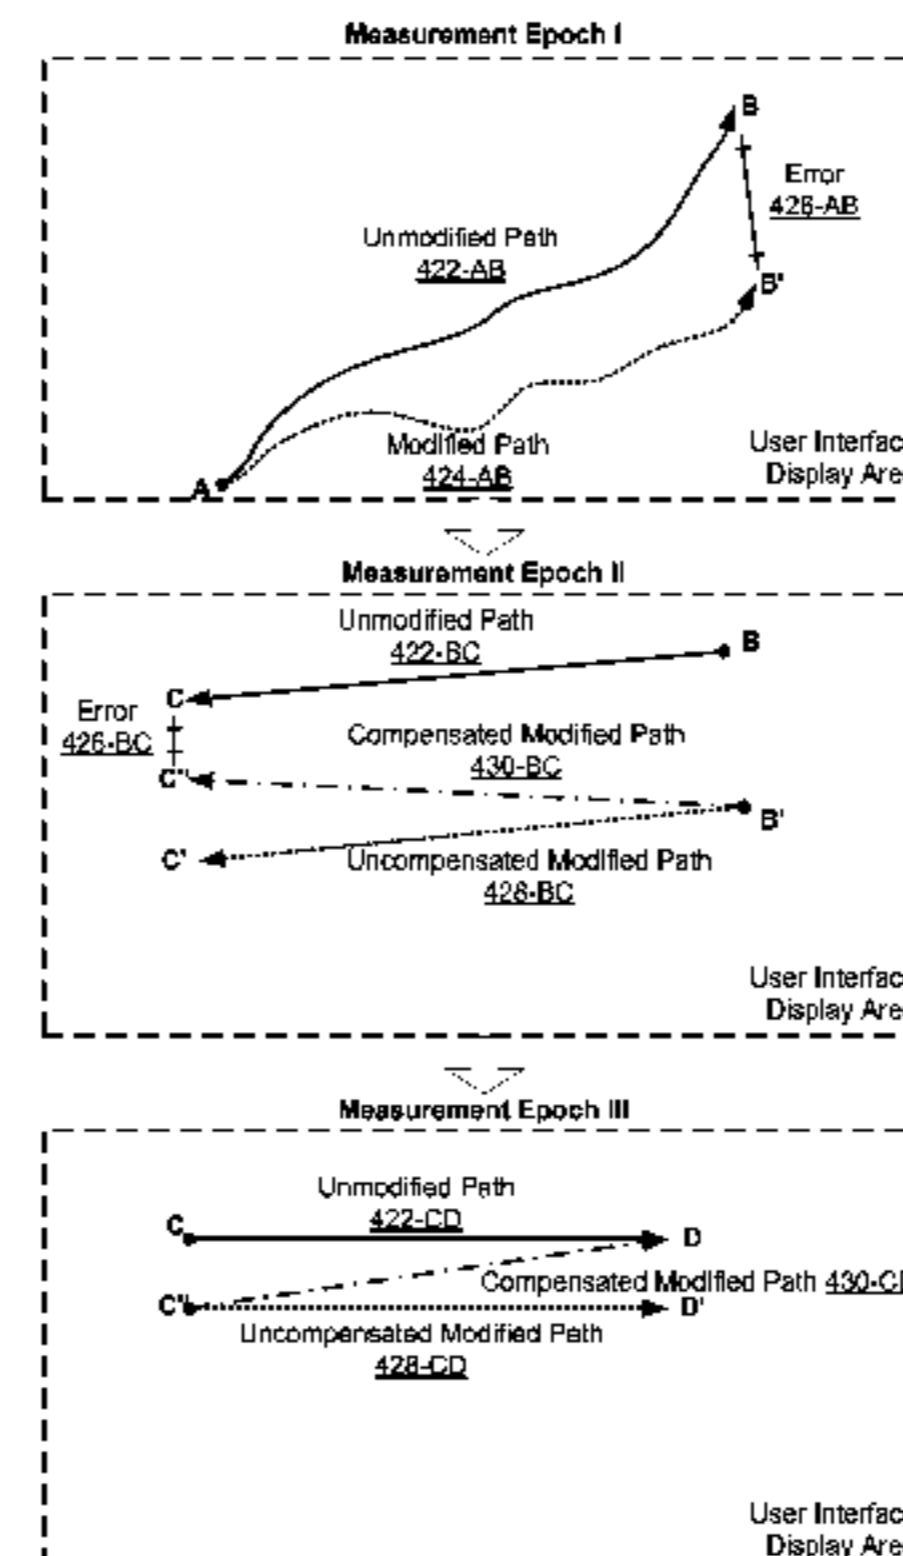 Measurement Epoch I
B
Error
426-AB
Unmodified Path
422-AB
B'
Modified Path
424-AB
User Interfac
Display Are
A
Measurement Epoch II
Unmodified Path
422-BC
B
C
Error
426-BC
Compensated Modified Path
430-BC
C"
B'
C'
Uncompensated Modified Path
428-BC
User Interfac
Display Are
Measurement Epoch III
Unmodified Path
422-CD
C
D
Compensated Modified Path 430-CD
C"
D'
Uncompensated Modified Path
428-CD
User Interfac
Display Are